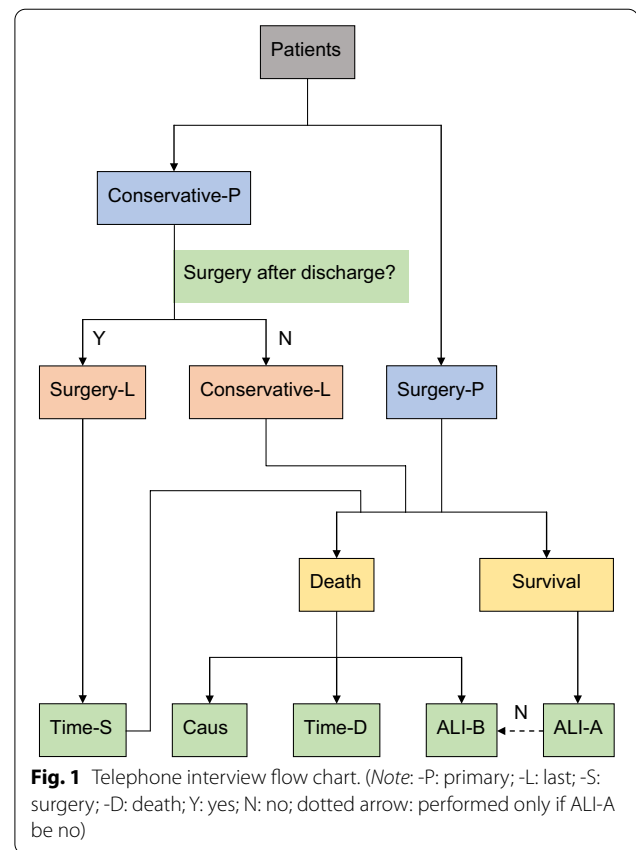 Patients
Conservative-P
Surgery after discharge?
Y
N
Surgery-L
Conservative-L
Surgery-P
Death
Survival
Time-S
Caus
Time-D
ALI-B
N
ALI-A
Fig. 1 Telephone interview flow chart. (Note: -P: primary; -L: last; -S:
surgery; -D: death; Y: yes; N: no; dotted arrow: performed only if ALI-A
be no)